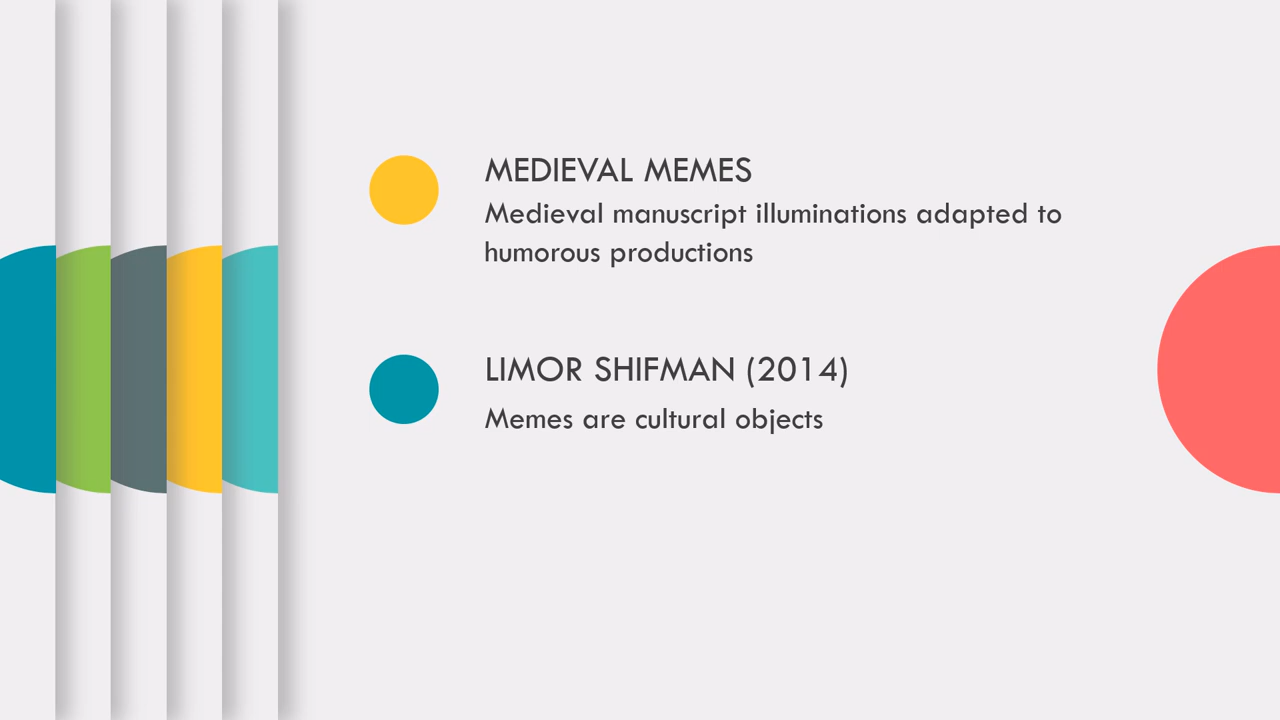 MEDIEVAL MEMES
Medieval manuscript illuminations adapted to
humorous productions
LIMOR SHIFMAN (2014)
Memes are cultural objects